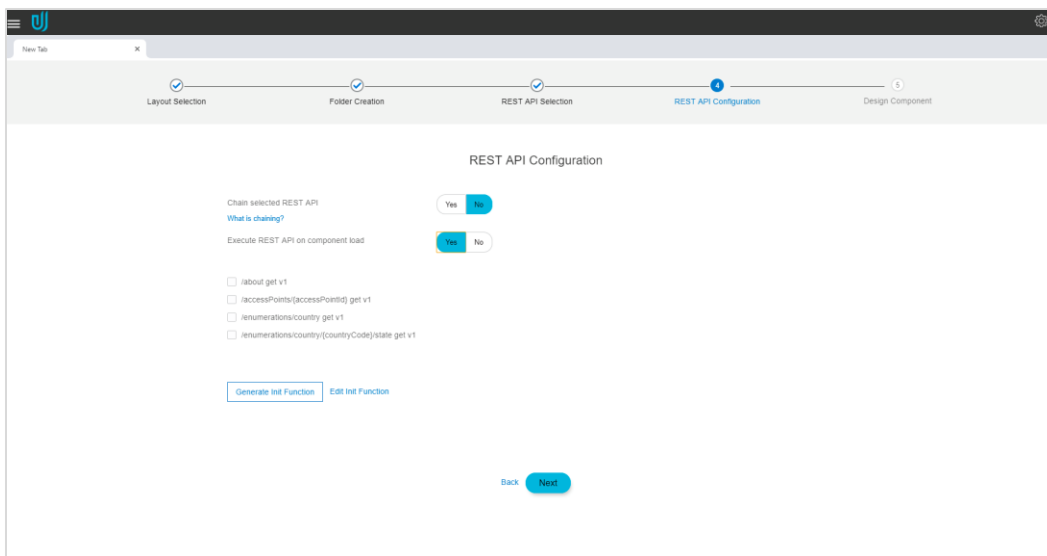 New Tab ×
4 5
Layout Selection Folder Creation REST API Selection REST API Configuration Design Component
REST API Configuration
Chain selected REST API Yes No
What is chaining?
Execute REST API on component load Yes No
/about get v1
/accessPoints/{accessPointId} get v1
/enumerations/country get v1
/enumerations/country/{countryCode}/state get v1
Generate Init Function Edit Init Function
Back Next